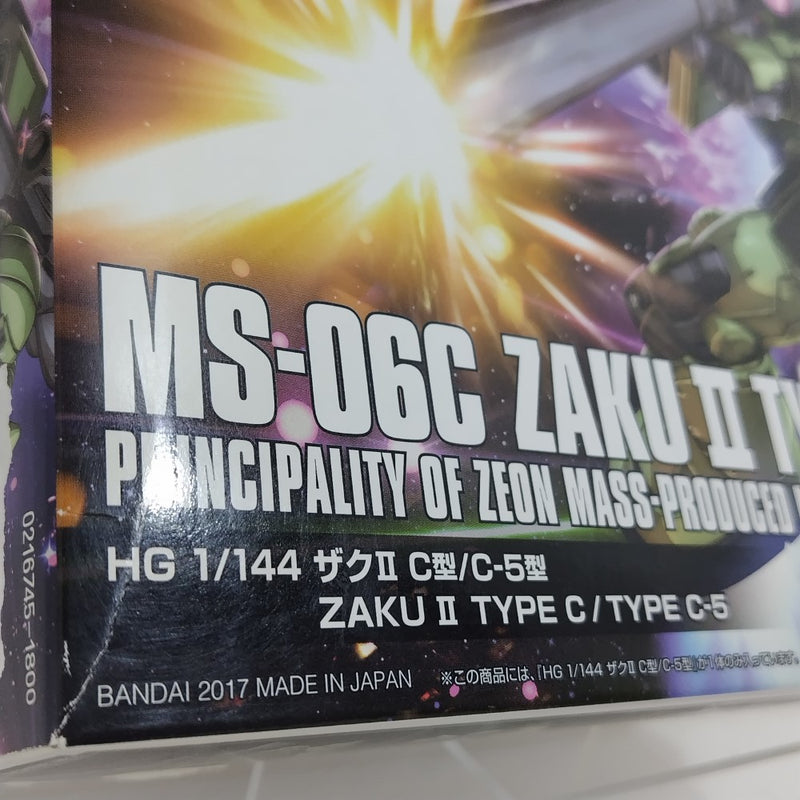 MS-06C ZAKU II
PRINCIPALITY OF ZEON MASS-PRODUCED
HG 1/144 ザクII C型/C-5型
ZAKU II TYPE C / TYPE C-5
BANDAI 2017 MADE IN JAPAN
※この商品には、「HG 1/144 ザクII C型/C-5型」が1体のみ入っています。
0216745-1800